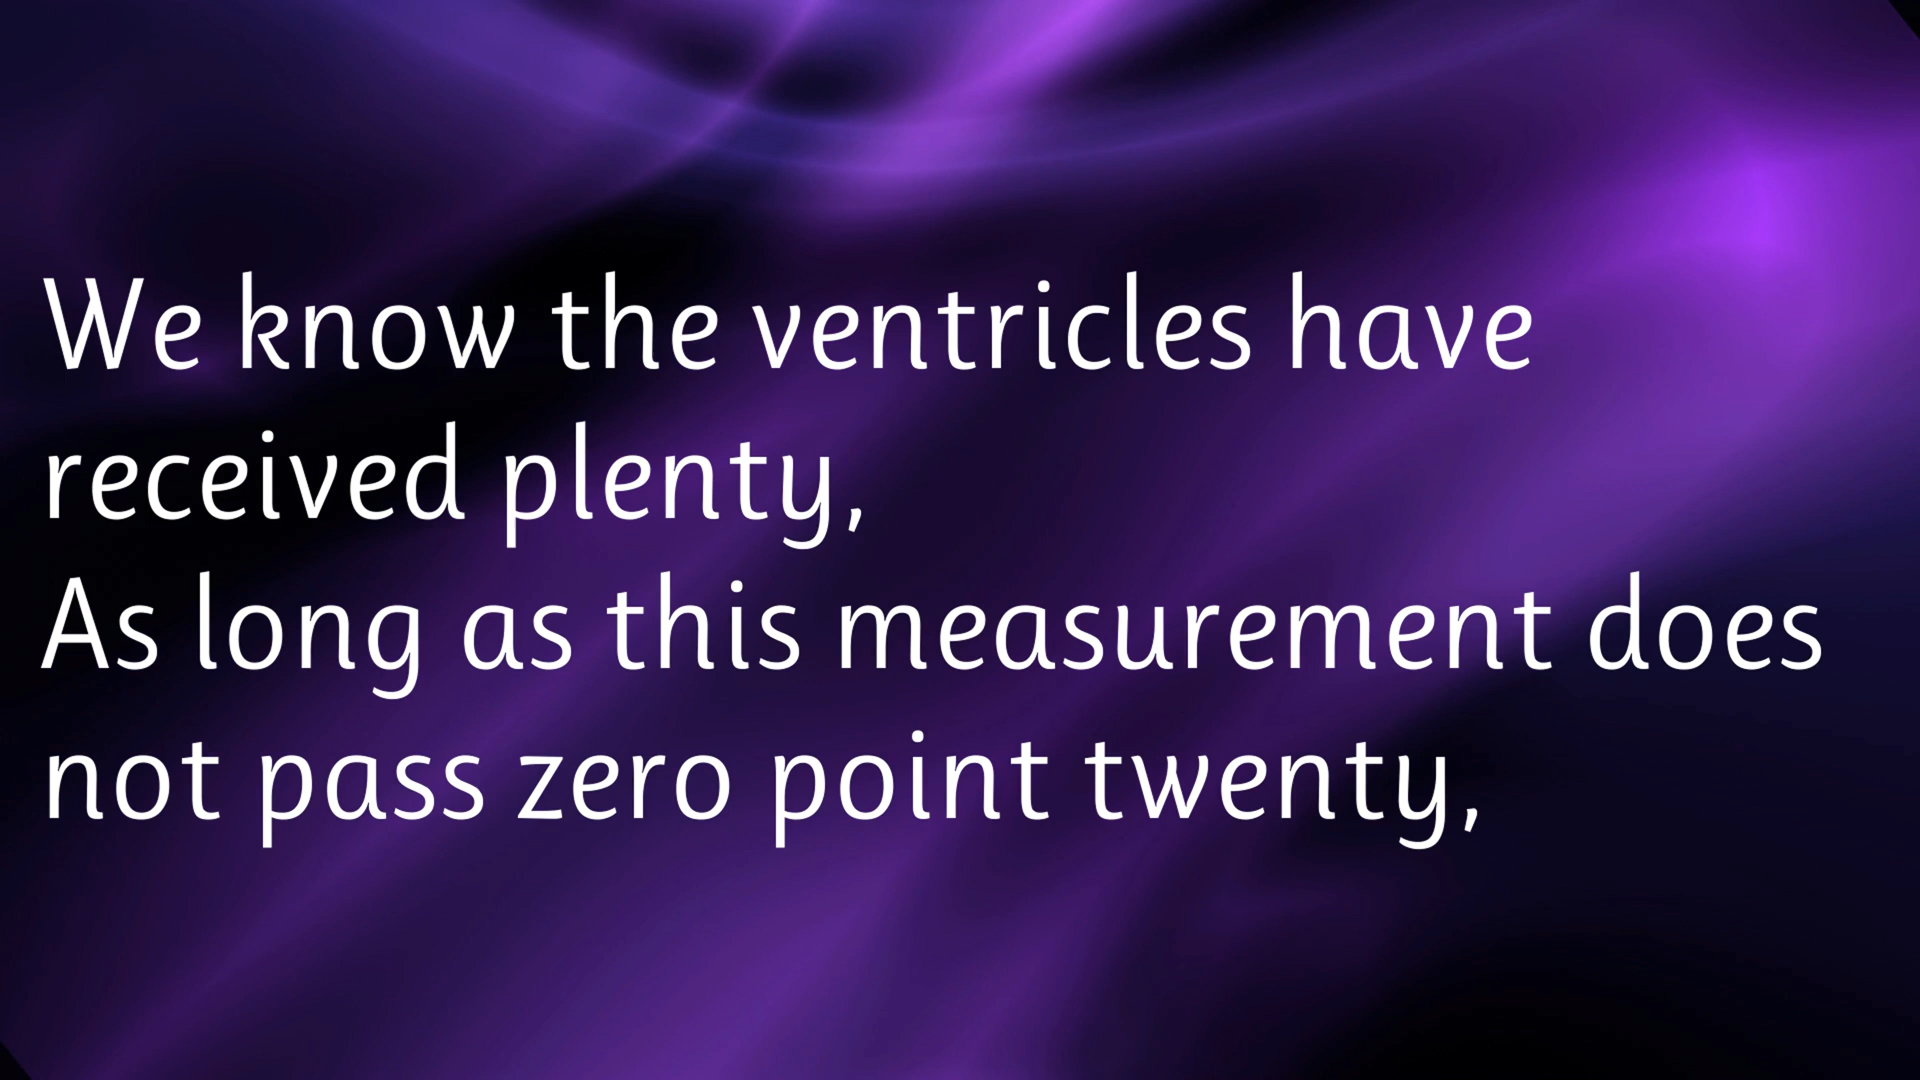 We know the ventricles have
received plenty,
As long as this measurement does
not pass zero point twenty,